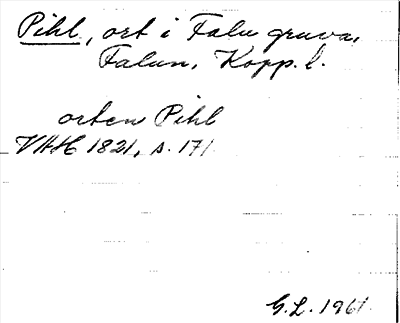 Pihl, ort i Falu gruva,
Falun, Kopp. l.
orten Pihl
VAH 1821, s. 171
G.L. 1961.